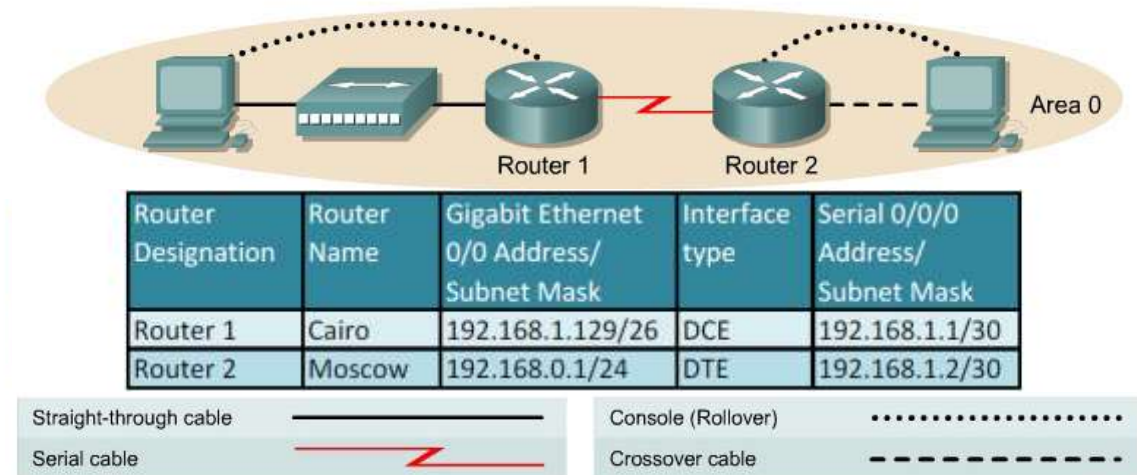 Area 0
Router 1
Router 2
Router Designation
Router Name
Gigabit Ethernet 0/0 Address/ Subnet Mask
Interface type
Serial 0/0/0 Address/ Subnet Mask
Router 1 Cairo 192.168.1.129/26 DCE 192.168.1.1/30
Router 2 Moscow 192.168.0.1/24 DTE 192.168.1.2/30
Straight-through cable
Console (Rollover)
Serial cable
Crossover cable